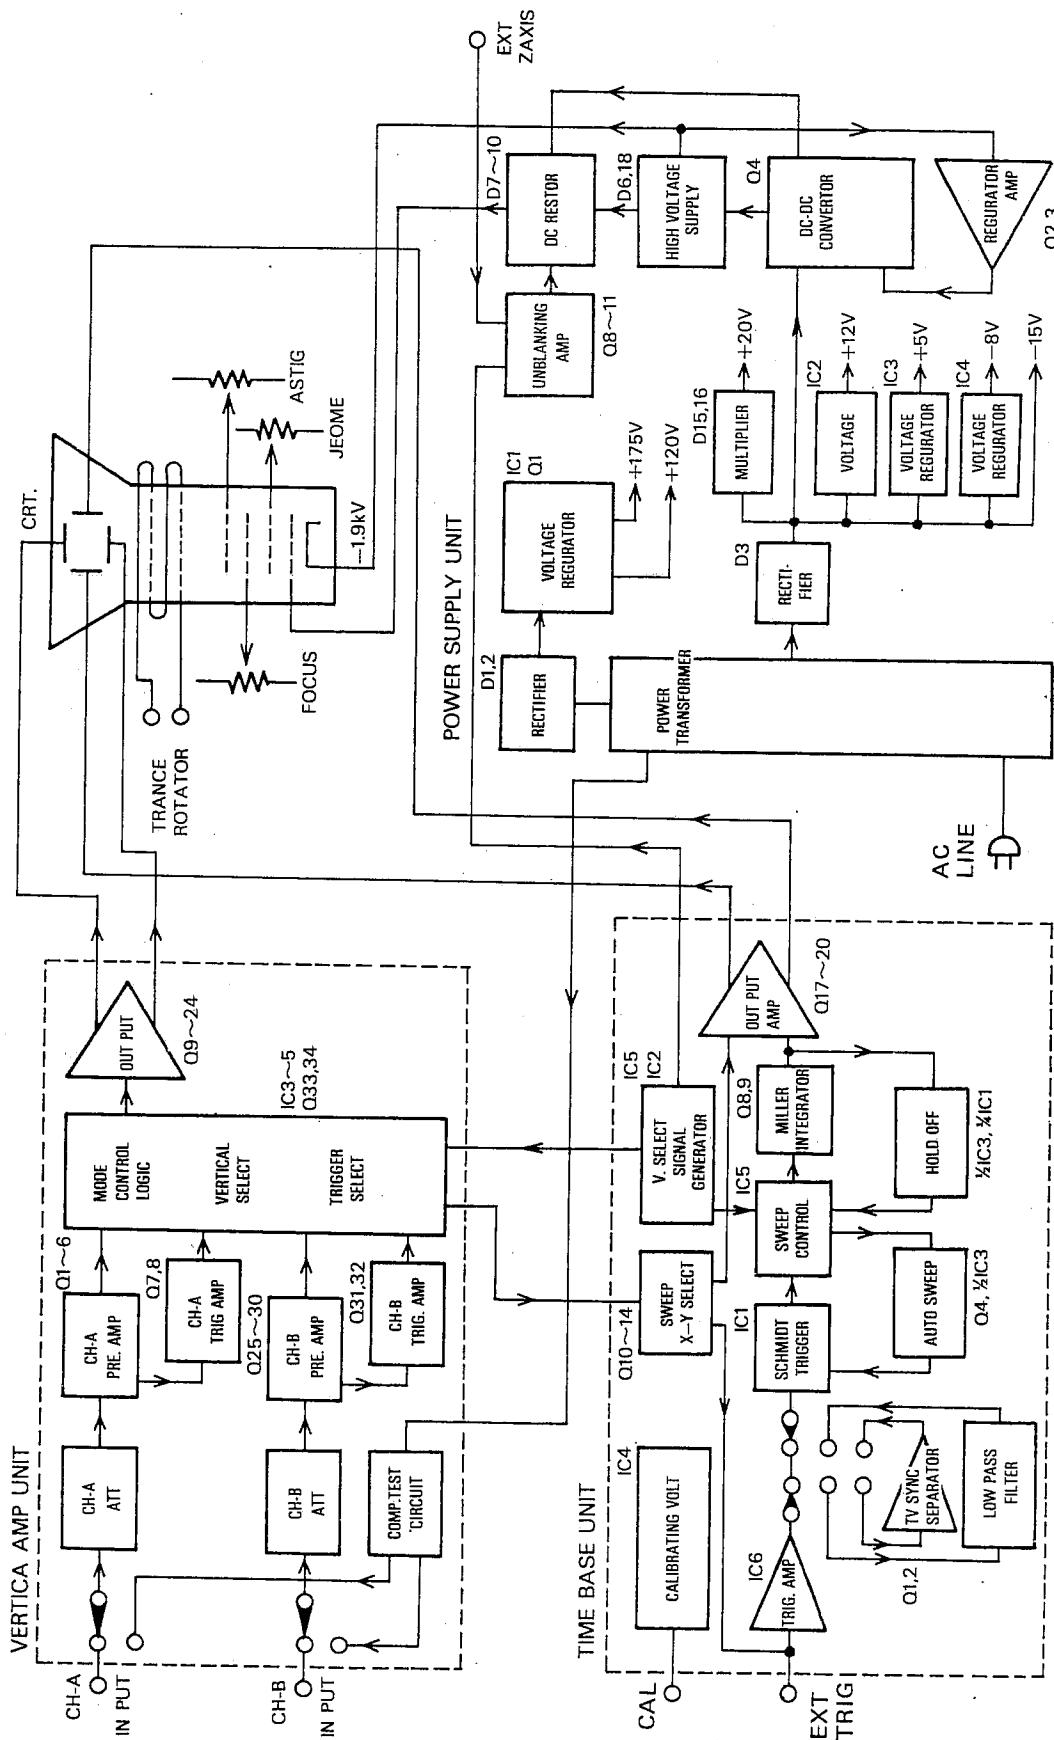 VERTICA AMP UNIT
CH-A
IN PUT
CH-B
IN PUT
CH-A
ATT
CH-A
PRE. AMP
Q1～6
CH-A
TRIG AMP
Q7,8
Q25～30
CH-B
ATT
CH-B
PRE. AMP
CH-B
TRIG. AMP
Q31,32
COMP.TEST
CIRCUIT
MODE
CONTROL
LOGIC
VERTICAL
SELECT
TRIGGER
SELECT
IC3～5
Q33,34
OUT PUT
Q9～24
CRT.
TRANCE
ROTATOR
FOCUS
ASTIG
JEOME
-1.9kV
EXT
ZAXIS
TIME BASE UNIT
CAL
EXT
TRIG
CALIBRATING VOLT
IC4
TRIG. AMP
IC6
TV SYNC
SEPARATOR
Q1,2
LOW PASS
FILTER
SCHMIDT
TRIGGER
IC1
SWEEP
X-Y SELECT
Q10～14
V. SELECT
SIGNAL
GENERATOR
IC5
IC2
SWEEP
CONTROL
IC5
AUTO SWEEP
Q4, ½IC3
MILLER
INTEGRATOR
Q8,9
HOLD OFF
½IC3, ¼IC1
OUT PUT
AMP
Q17～20
POWER SUPPLY UNIT
AC
LINE
POWER
TRANSFORMER
RECTIFIER
D1,2
VOLTAGE
REGURATOR
IC1
Q1
+175V
+120V
RECTI-
FIER
D3
MULTIPLIER
D15,16
+20V
VOLTAGE
IC2
+12V
VOLTAGE
REGURATOR
IC3
+5V
VOLTAGE
REGURATOR
IC4
-8V
-15V
UNBLANKING
AMP
Q8～11
DC RESTOR
D7～10
HIGH VOLTAGE
SUPPLY
D6,18
DC-DC
CONVERTOR
Q4
REGURATOR
AMP
Q2,3